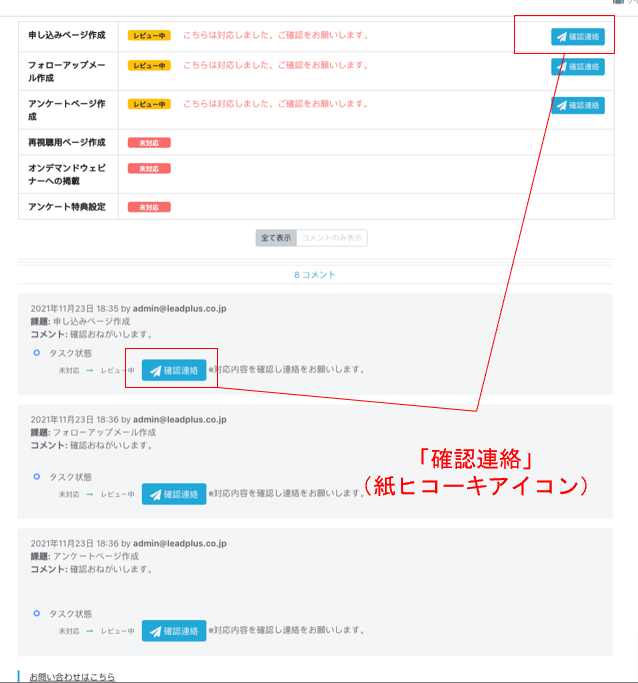 申し込みページ作成 レビュー中 こちらは対応しました。ご確認をお願いします。 確認連絡
フォローアップメー レビュー中 こちらは対応しました。ご確認をお願いします。 確認連絡
ル作成
アンケートページ作 レビュー中 こちらは対応しました。ご確認をお願いします。 確認連絡
成
再視聴用ページ作成 未対応
オンデマンドウェビ 未対応
ナーへの掲載
アンケート特典設定 未対応
全て表示 コメントのみ表示
8 コメント
2021年11月23日 18:35 by admin@leadplus.co.jp
課題: 申し込みページ作成
コメント: 確認おねがいします。
タスク状態
未対応 → レビュー中 確認連絡 ※対応内容を確認し連絡をお願いします。
2021年11月23日 18:36 by admin@leadplus.co.jp
課題: フォローアップメール作成
コメント: 確認おねがいします。
「確認連絡」
（紙ヒコーキアイコン）
タスク状態
未対応 → レビュー中 確認連絡 ※対応内容を確認し連絡をお願いします。
2021年11月23日 18:36 by admin@leadplus.co.jp
課題: アンケートページ作成
コメント: 確認おねがいします。
タスク状態
未対応 → レビュー中 確認連絡 ※対応内容を確認し連絡をお願いします。
お問い合わせはこちら